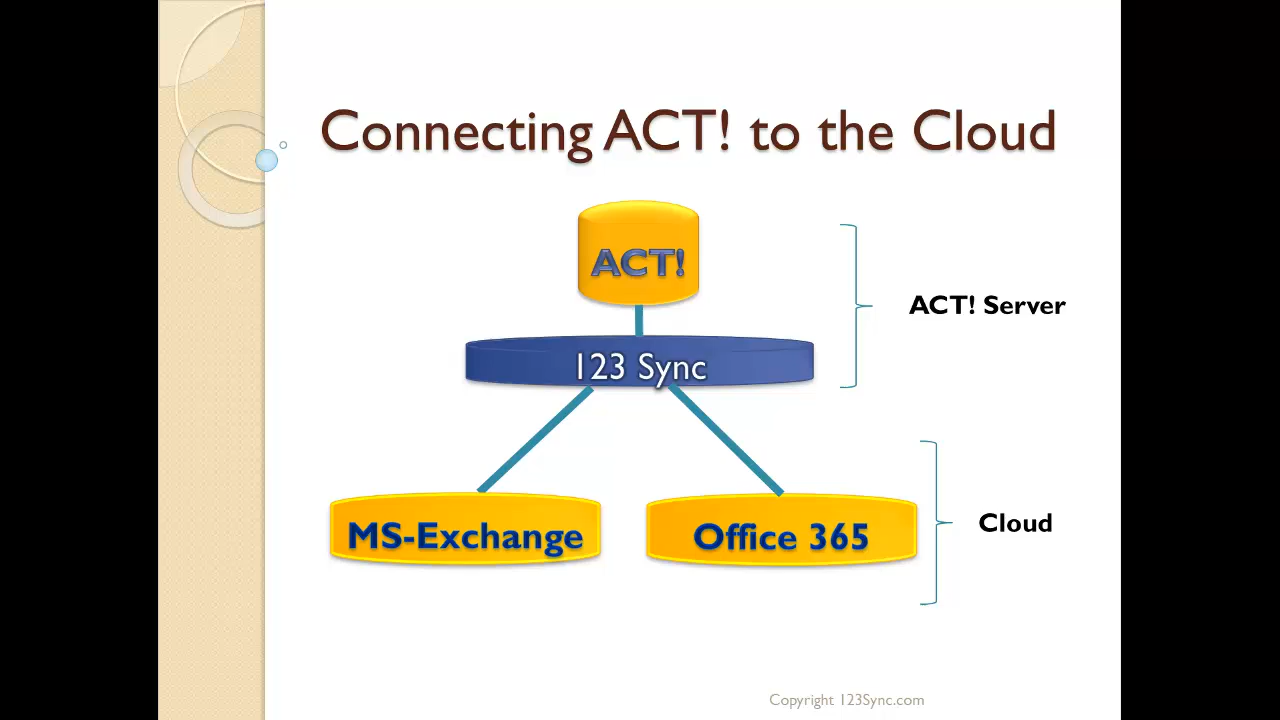 Connecting ACT! to the Cloud
ACT!
ACT! Server
123 Sync
MS-Exchange
Office 365
Cloud
Copyright 123Sync.com